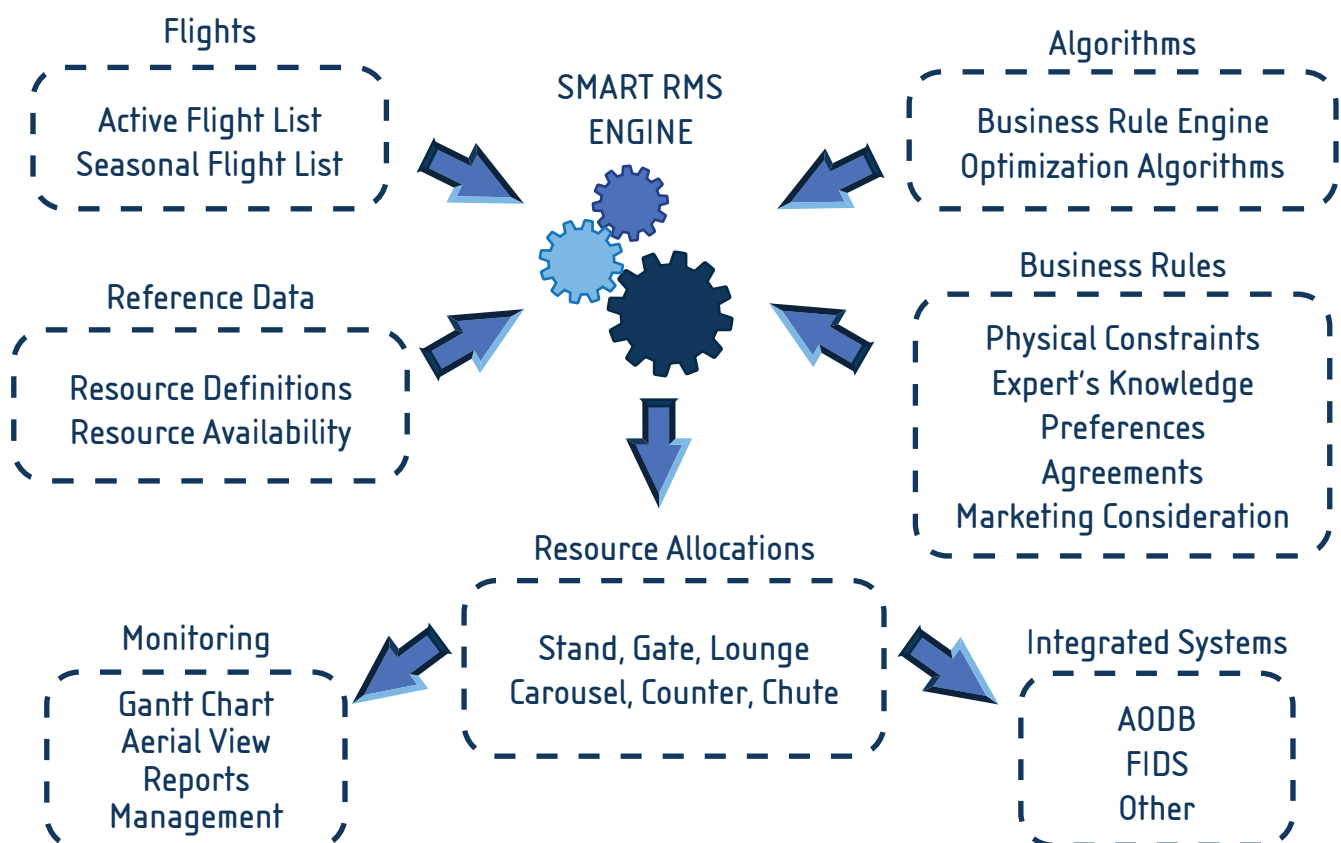 Flights
Active Flight List
Seasonal Flight List
SMART RMS
ENGINE
Algorithms
Business Rule Engine
Optimization Algorithms
Reference Data
Resource Definitions
Resource Availability
Business Rules
Physical Constraints
Expert's Knowledge
Preferences
Agreements
Marketing Consideration
Resource Allocations
Stand, Gate, Lounge
Carousel, Counter, Chute
Monitoring
Gantt Chart
Aerial View
Reports
Management
Integrated Systems
AODB
FIDS
Other